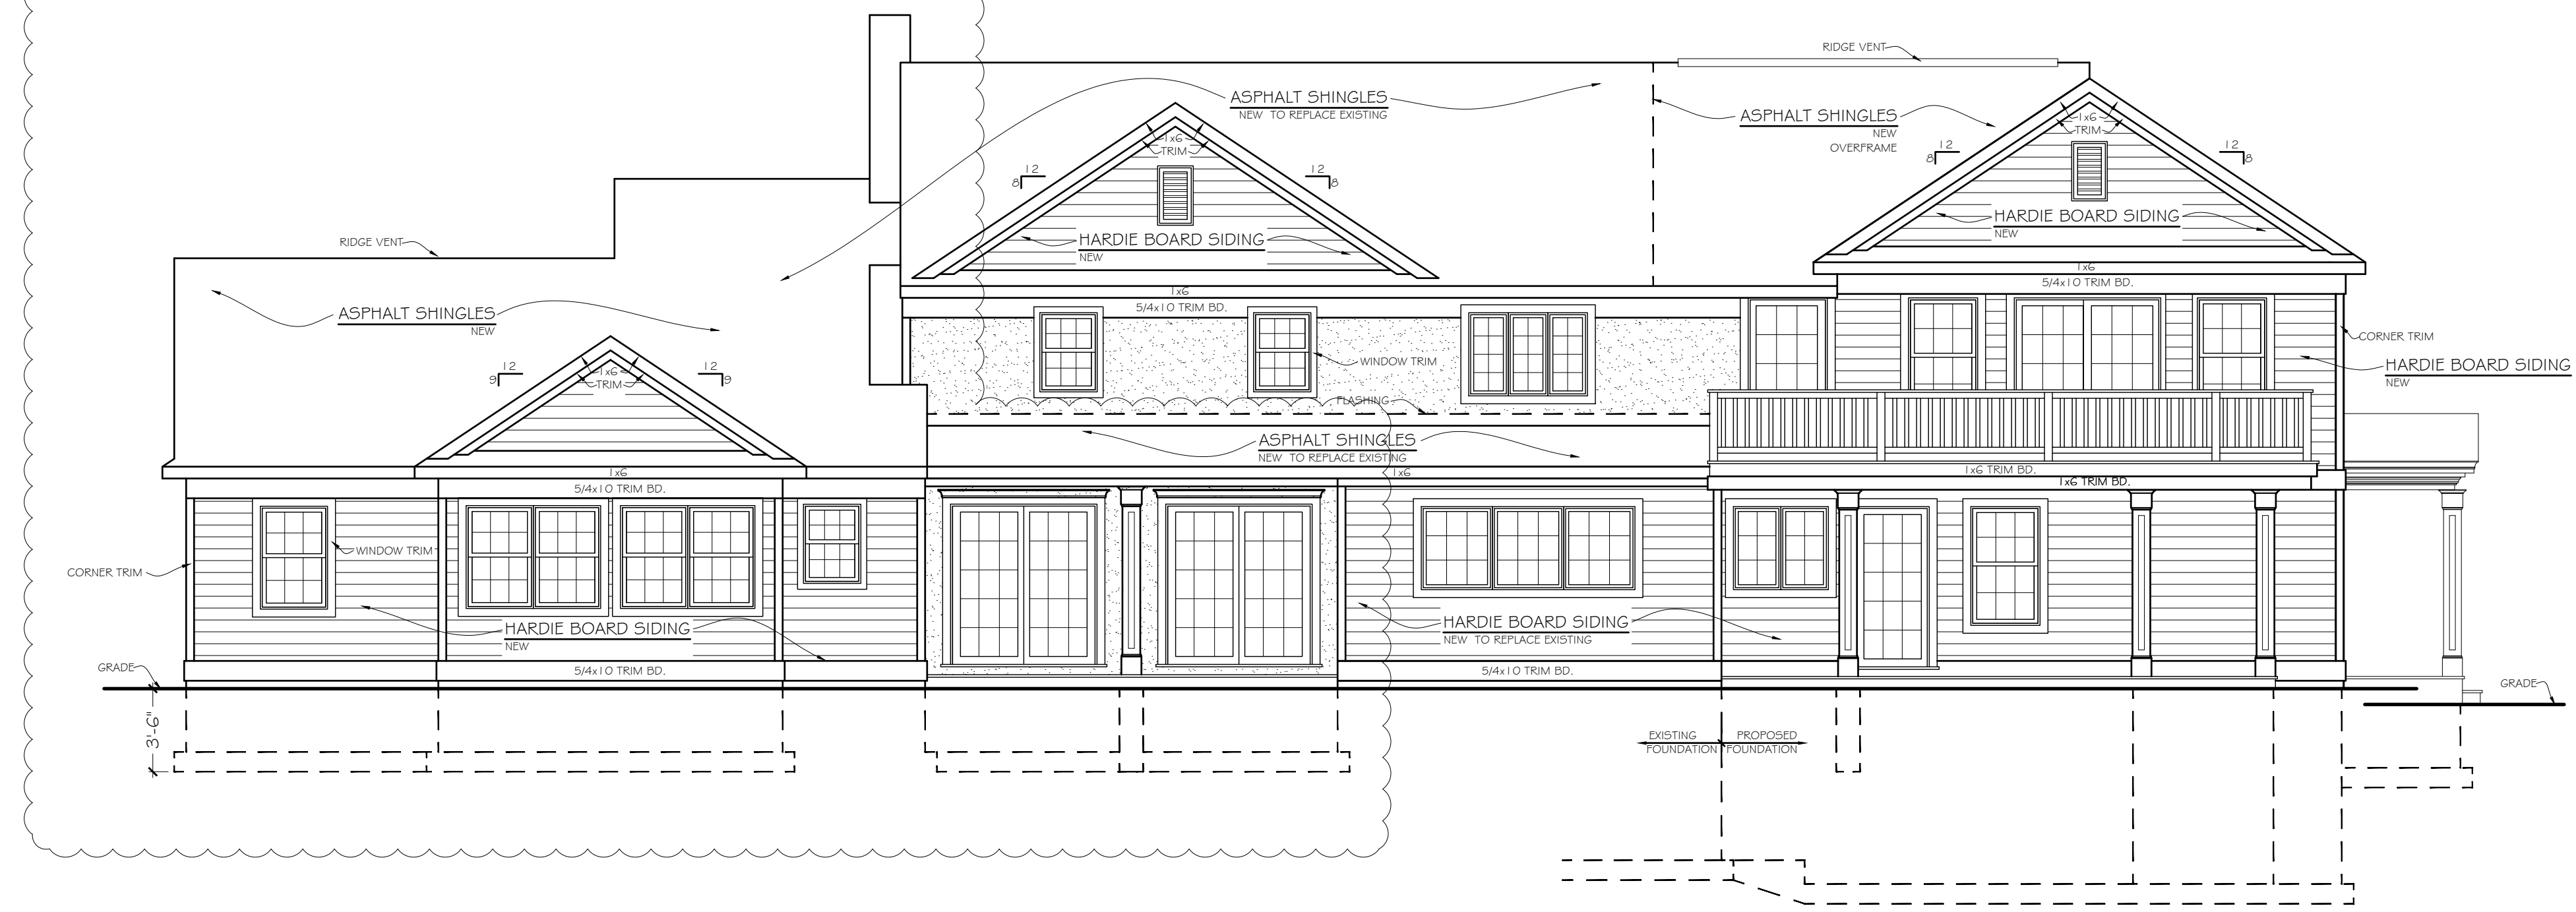 RIDGE VENT
ASPHALT SHINGLES
NEW TO REPLACE EXISTING
ASPHALT SHINGLES
NEW
OVERFRAME
1x6
TRIM
12
8
12
8
1x6
TRIM
12
8
12
8
HARDIE BOARD SIDING
NEW
HARDIE BOARD SIDING
NEW
RIDGE VENT
1x6
5/4x10 TRIM BD.
1x6
5/4x10 TRIM BD.
ASPHALT SHINGLES
NEW
CORNER TRIM
WINDOW TRIM
HARDIE BOARD SIDING
NEW
12
9
12
9
1x6
TRIM
FLASHING
ASPHALT SHINGLES
NEW TO REPLACE EXISTING
1x6
1x6
1x6 TRIM BD.
1x6 TRIM BD.
5/4x10 TRIM BD.
WINDOW TRIM
CORNER TRIM
HARDIE BOARD SIDING
NEW
HARDIE BOARD SIDING
NEW TO REPLACE EXISTING
GRADE
5/4x10 TRIM BD.
5/4x10 TRIM BD.
GRADE
3'-6"
EXISTING
FOUNDATION
PROPOSED
FOUNDATION